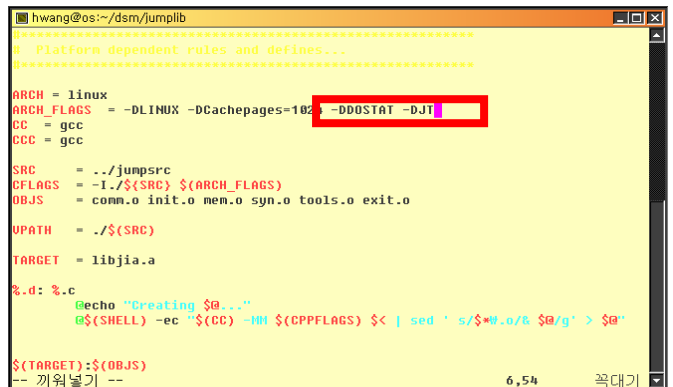 hwang@os:~/dsm/jumplib
#**************************************************
#  Platform dependent rules and defines...
#**************************************************
ARCH = linux
ARCH_FLAGS  = -DLINUX -DCachepages=1024 -DDOSTAT -DJT
CC  = gcc
CCC = gcc
SRC     = ../jumpsrc
CFLAGS  = -I./${SRC} $(ARCH_FLAGS)
OBJS    = comm.o init.o mem.o syn.o tools.o exit.o
VPATH   = ./$(SRC)
TARGET  = libjia.a
%.d: %.c
@echo "Creating $@..."
@$(SHELL) -ec "$(CC) -MM $(CPPFLAGS) $< | sed ' s/$*₩.o/& $@/g' > $@"
$(TARGET):$(OBJS)
-- 끼워넣기 --                                    6,54      꼭대기